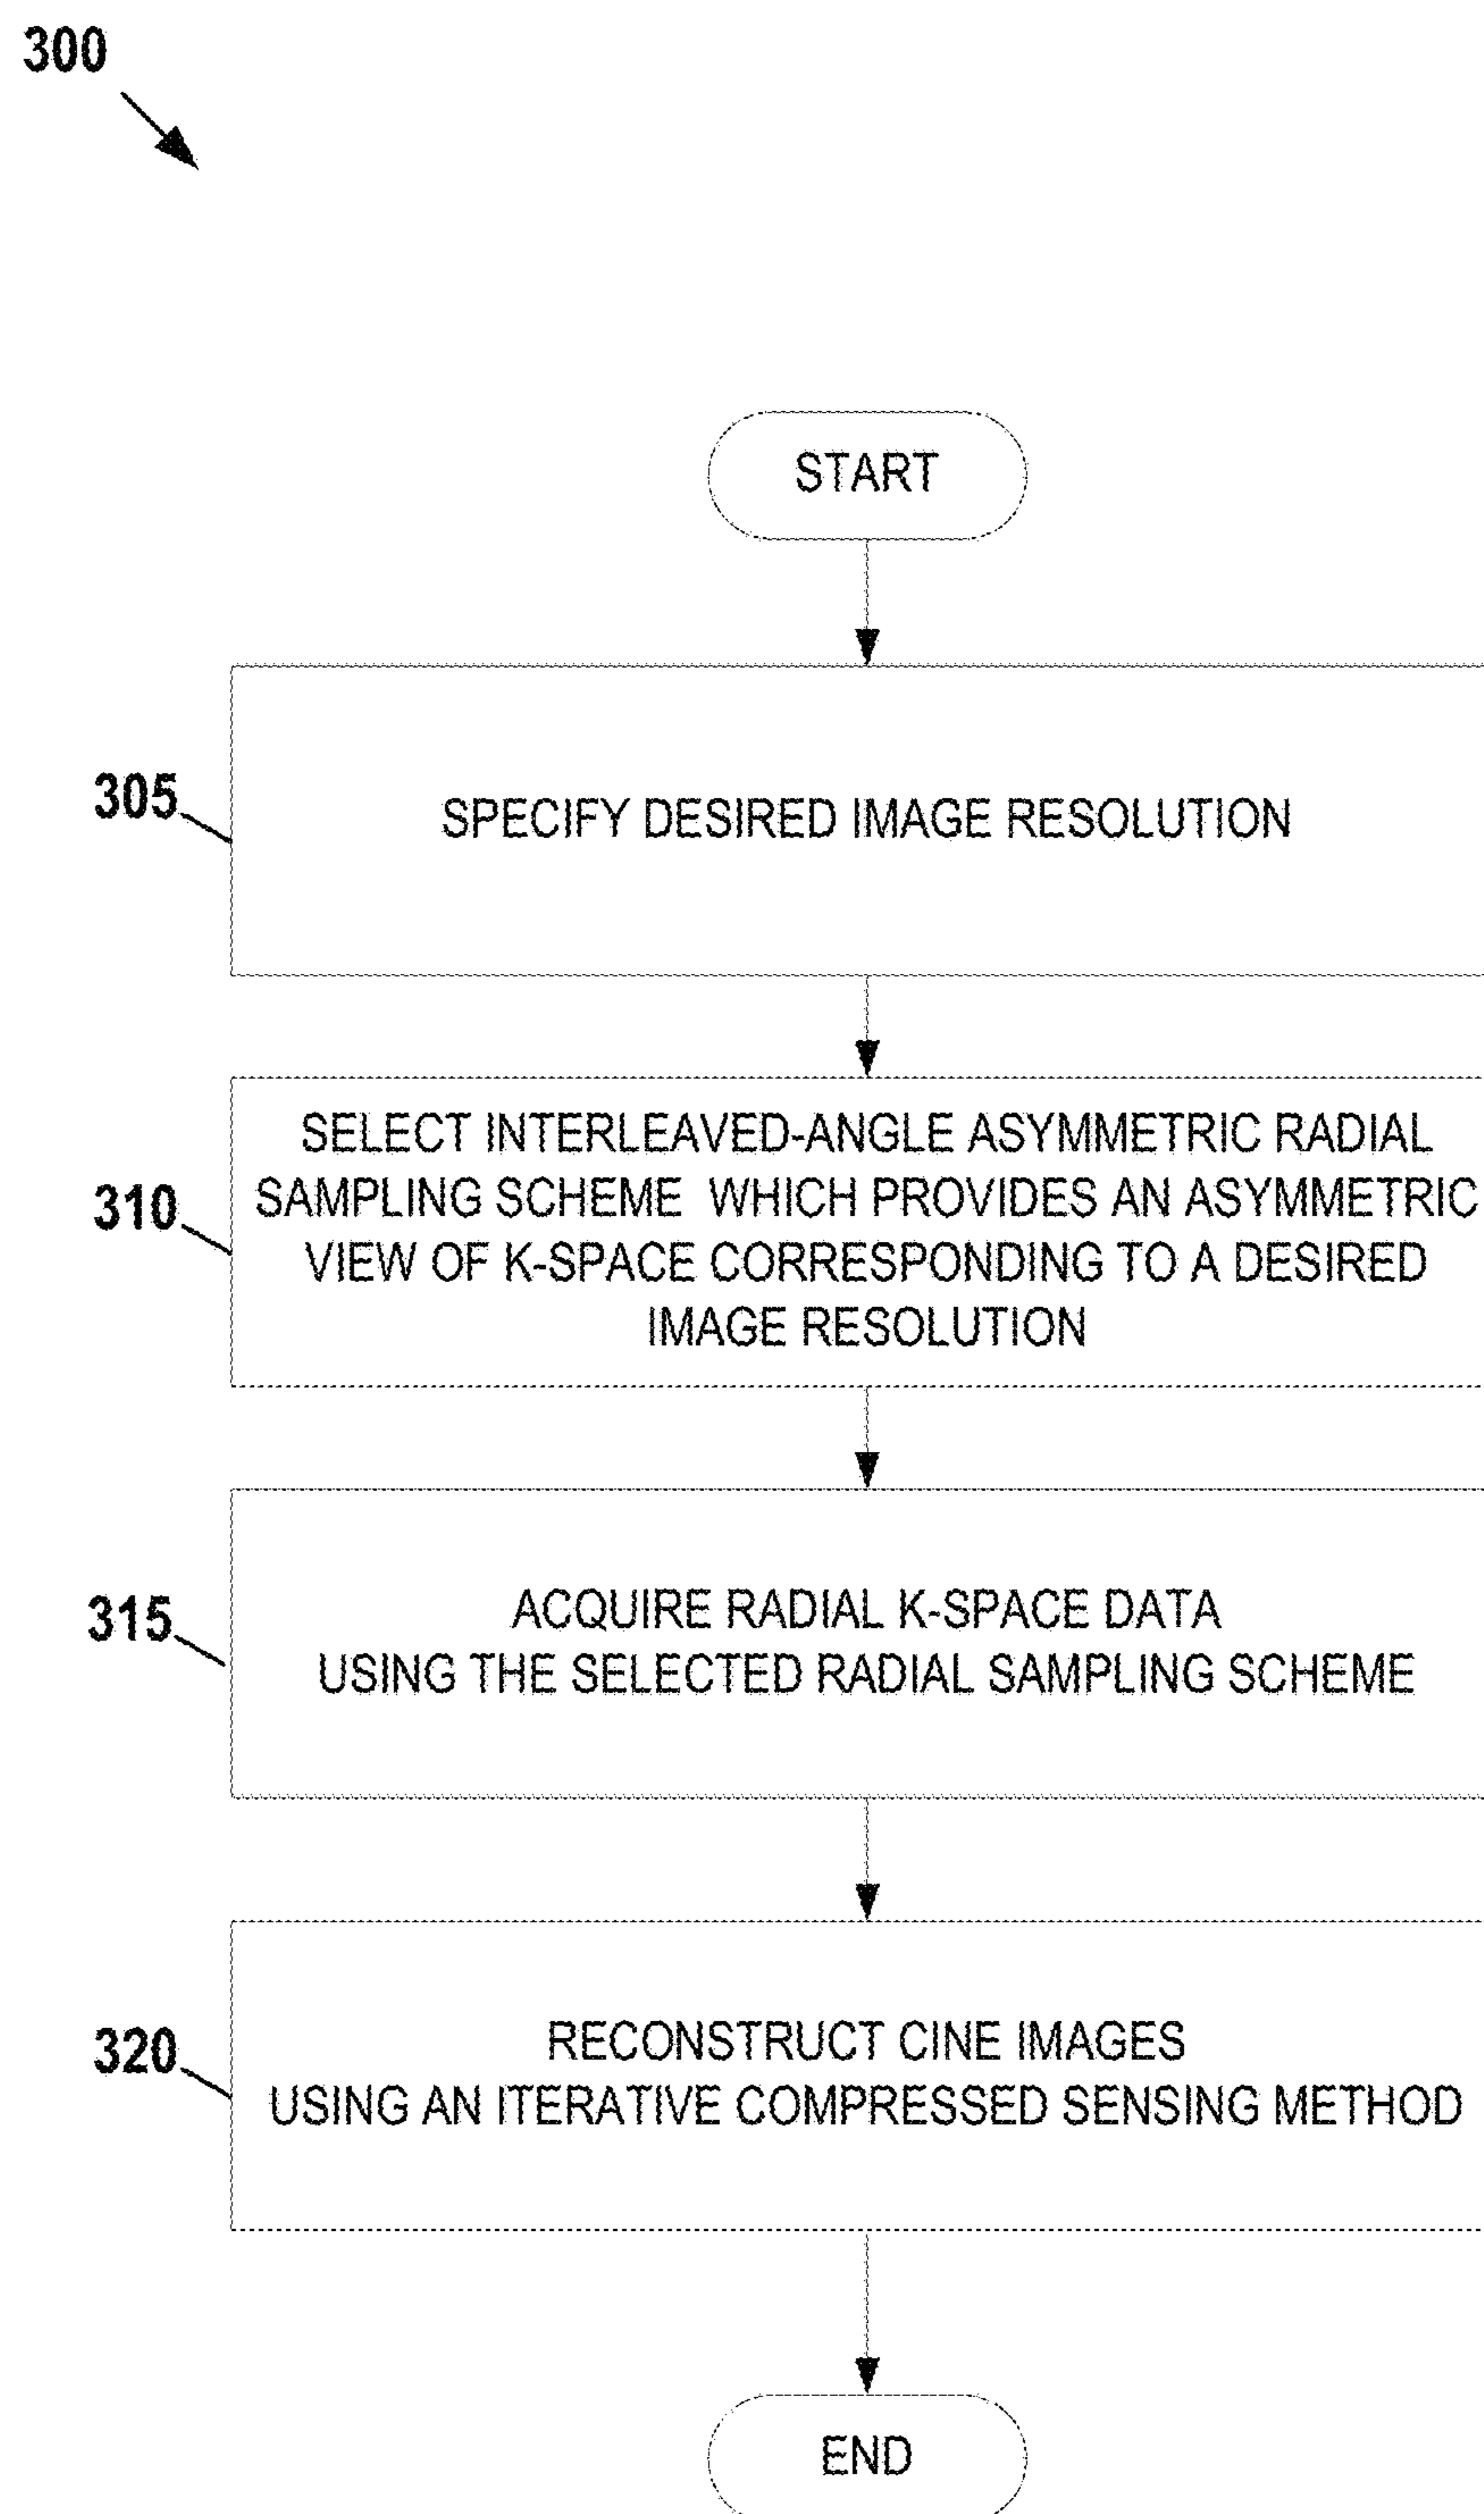 300
START
305
SPECIFY DESIRED IMAGE RESOLUTION
SELECT INTERLEAVED-ANGLE ASYMMETRIC RADIAL
SAMPLING SCHEME WHICH PROVIDES AN ASYMMETRIC
310
VIEW OF K-SPACE CORRESPONDING TO A DESIRED
IMAGE RESOLUTION
315
ACQUIRE RADIAL K-SPACE DATA
USING THE SELECTED RADIAL SAMPLING SCHEME
320
RECONSTRUCT CINE IMAGES
USING AN ITERATIVE COMPRESSED SENSING METHOD
END